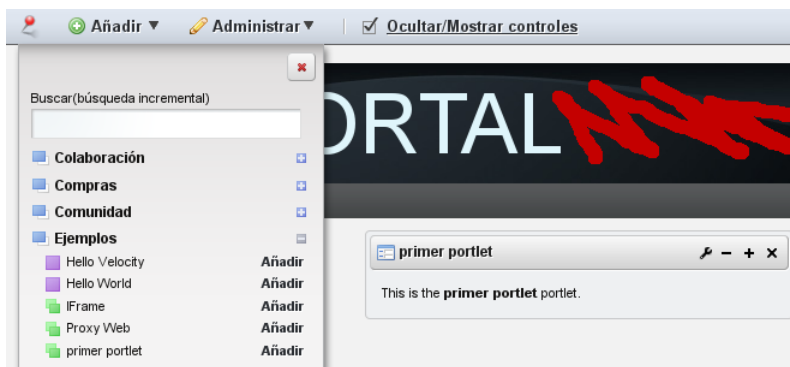 Añadir ▼ Administrar▼ Ocultar/Mostrar controles
Buscar(búsqueda incremental)
ORTAL
Colaboración
Compras
Comunidad
Ejemplos
Hello Velocity Añadir
Hello World Añadir
IFrame Añadir
Proxy Web Añadir
primer portlet Añadir
primer portlet
This is the primer portlet portlet.